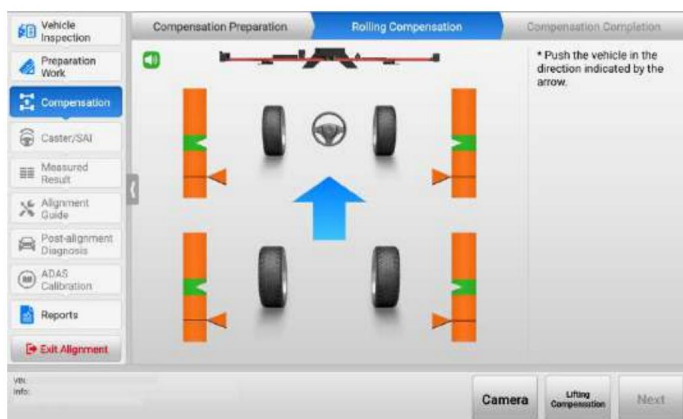 Vehicle
Inspection
Preparation
Work
Compensation
Caster/SAI
Measured
Result
Alignment
Guide
Post-alignment
Diagnosis
ADAS
Calibration
Reports
Exit Alignment
Compensation Preparation
Rolling Compensation
Compensation Completion
* Push the vehicle in the
direction indicated by the
arrow.
VIN:
Info:
Camera
Lifting
Compensation
Next